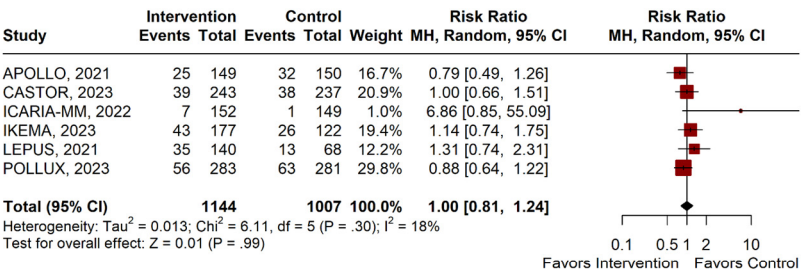 Intervention Control Risk Ratio Risk Ratio
Study Events Total Events Total Weight MH, Random, 95% CI MH, Random, 95% CI
APOLLO, 2021 25 149 32 150 16.7% 0.79 [0.49, 1.26]
CASTOR, 2023 39 243 38 237 20.9% 1.00 [0.66, 1.51]
ICARIA-MM, 2022 7 152 1 149 1.0% 6.86 [0.85, 55.09]
IKEMA, 2023 43 177 26 122 19.4% 1.14 [0.74, 1.75]
LEPUS, 2021 35 140 13 68 12.2% 1.31 [0.74, 2.31]
POLLUX, 2023 56 283 63 281 29.8% 0.88 [0.64, 1.22]
Total (95% CI) 1144 1007 100.0% 1.00 [0.81, 1.24]
Heterogeneity: Tau² = 0.013; Chi² = 6.11, df = 5 (P = .30); I² = 18%
Test for overall effect: Z = 0.01 (P = .99)
0.1 0.5 1 2 10
Favors Intervention Favors Control